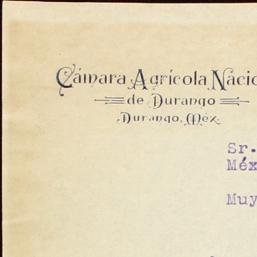 Cámara Agrícola Nacio
de Durango
Durango, Méx.
Sr.
Méx
Muy